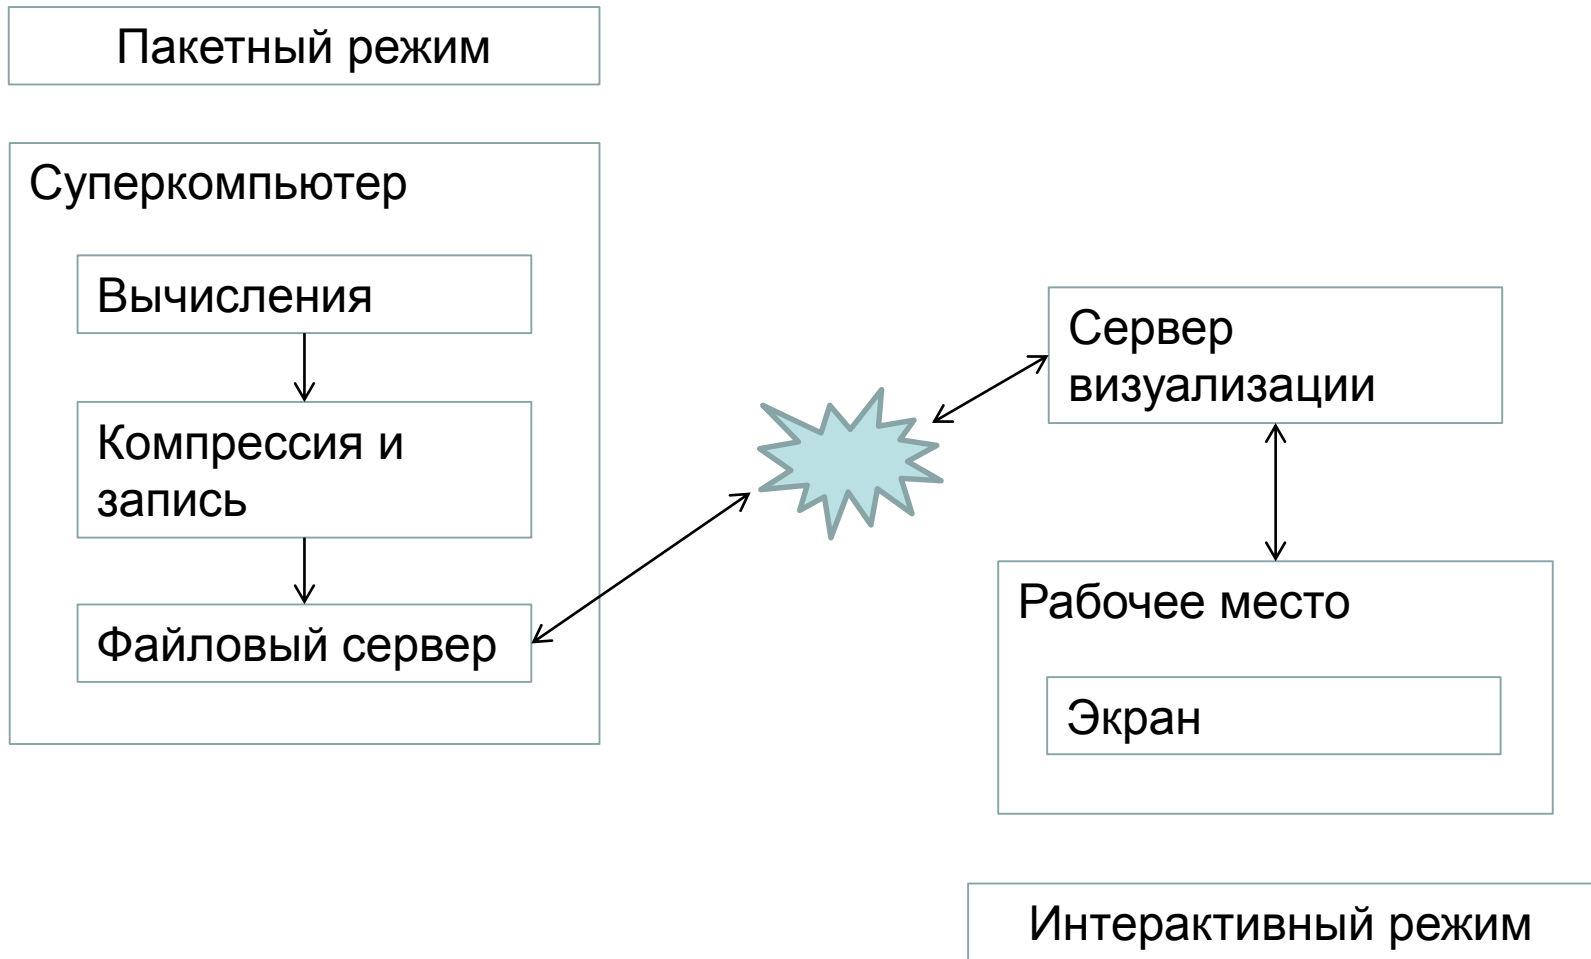 Пакетный режим
Суперкомпьютер
Вычисления
Компрессия и
запись
Файловый сервер
Сервер
визуализации
Рабочее место
Экран
Интерактивный режим